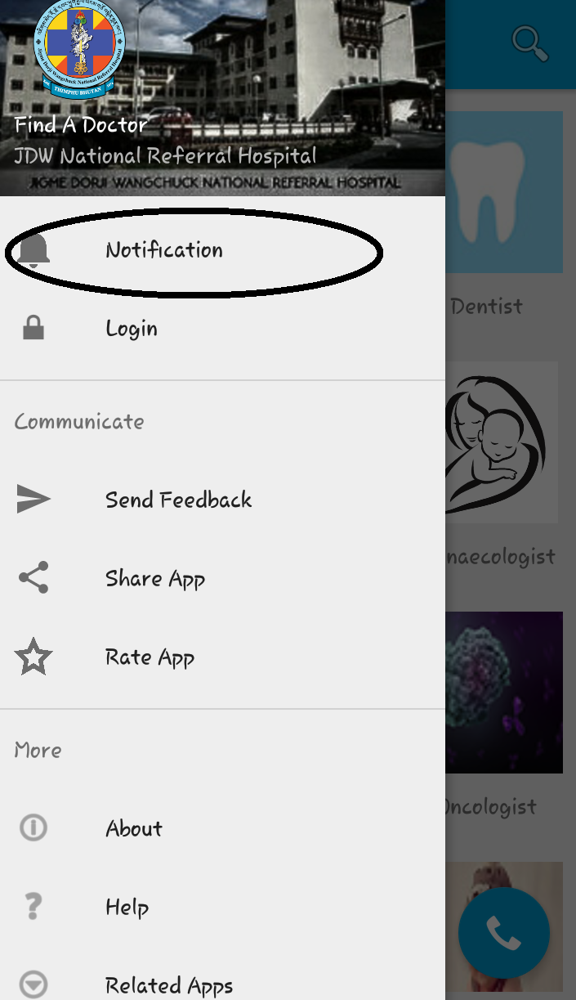 THIMPHU BHUTAN
Find A Doctor
JDW National Referral Hospital
JIGME DORJI WANGCHUCK NATIONAL REFERRAL HOSPITAL
Notification
Login
Communicate
Send Feedback
Share App
Rate App
More
About
Help
Related Apps
Dentist
naecologist
Oncologist